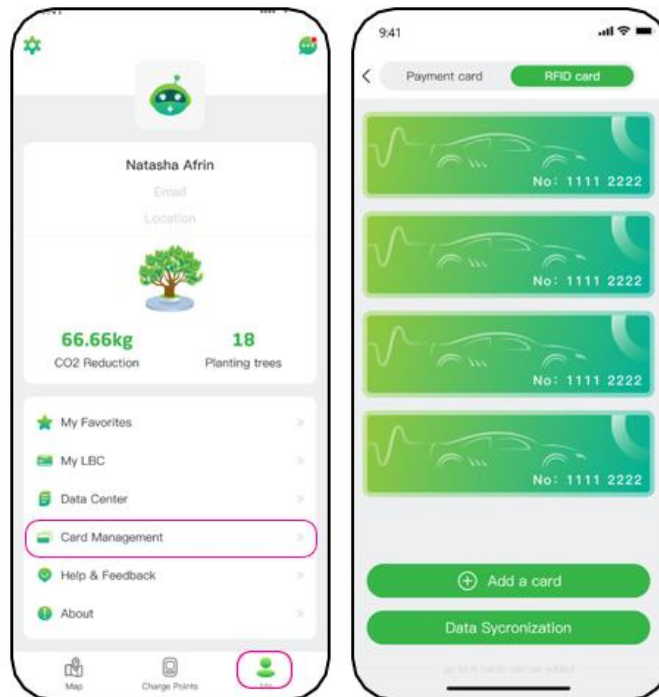 Natasha Afrin
Email
Location
66.66kg
18
CO2 Reduction
Planting trees
My Favorites
My LBC
Data Center
Card Management
Help & Feedback
About
Map
Charge Points
Me
9:41
Payment card
RFID card
No: 1111 2222
No: 1111 2222
No: 1111 2222
No: 1111 2222
Add a card
Data Sycronization